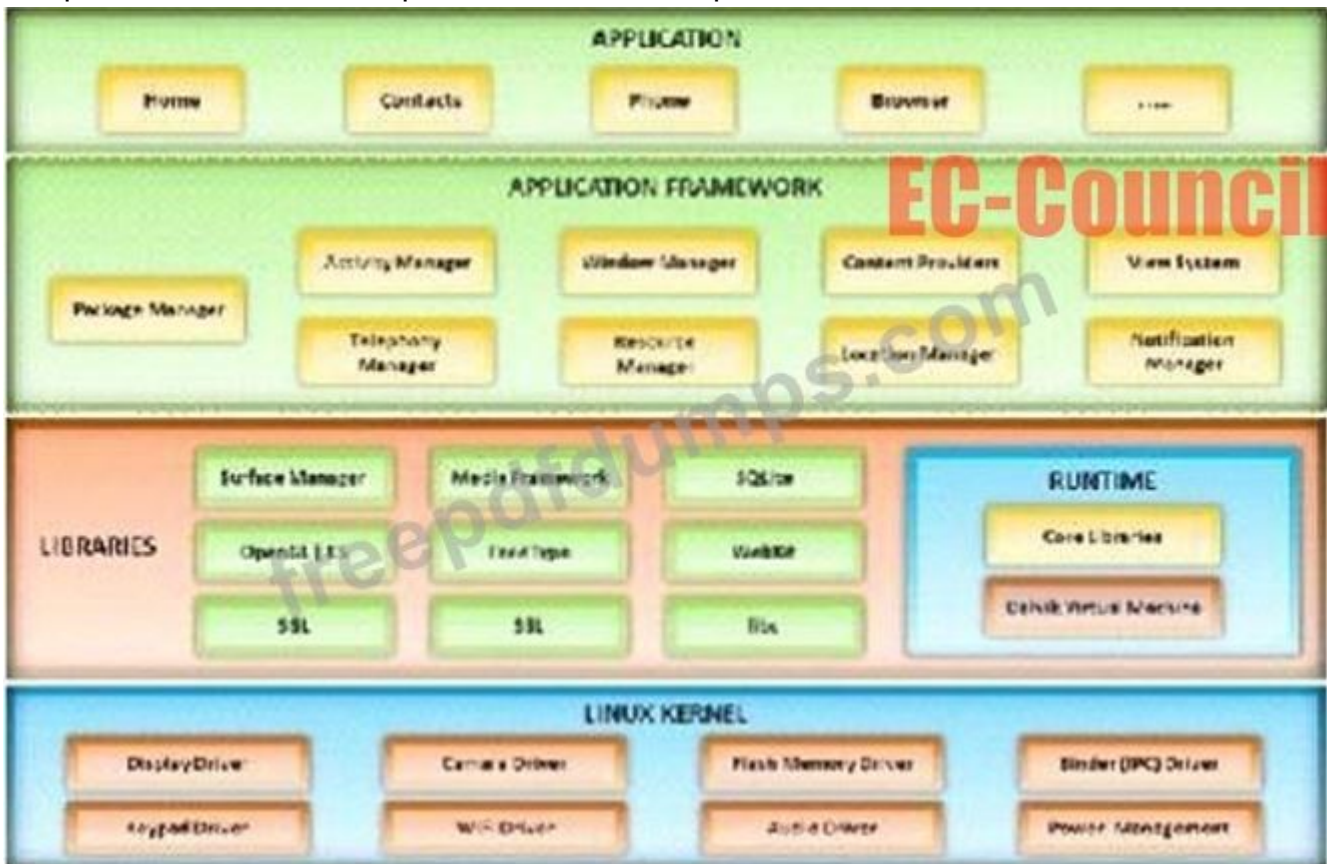 APPLICATION
Home Contacts Phone Browser ....
APPLICATION FRAMEWORK
EC-Council
Activity Manager Window Manager Content Providers View System
Package Manager
Telephony Manager Resource Manager Location Manager Notification Manager
freepdfdumps.com
Surface Manager Media Framework SQLite
RUNTIME
LIBRARIES
Core Libraries
OpenGL | ES FreeType WebKit
Dalvik Virtual Machine
SGL SSL libc
LINUX KERNEL
Display Driver Camera Driver Flash Memory Driver Binder (IPC) Driver
Keypad Driver WiFi Driver Audio Driver Power Management